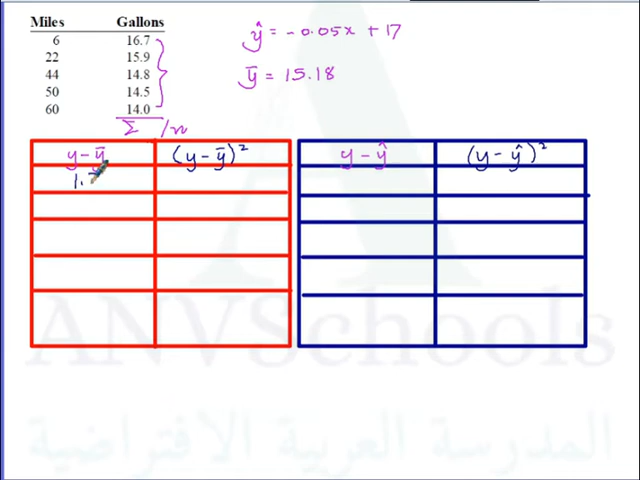 Miles Gallons
6 16.7
22 15.9
44 14.8
50 14.5
60 14.0
Σ / n
ŷ = -0.05x + 17
ȳ = 15.18
y - ȳ (y - ȳ)² y - ŷ (y - ŷ)²
1.
ANVSchools
المدرسة العربية الافتراضية